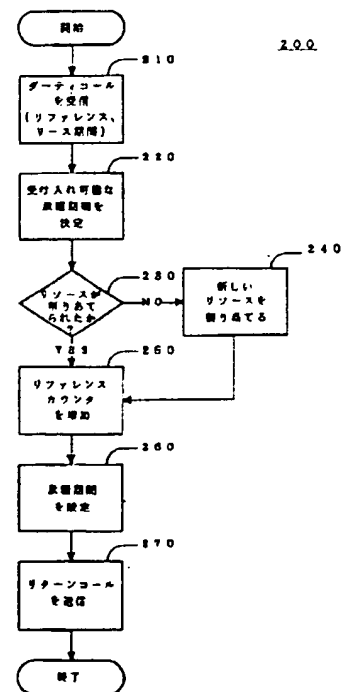 開始
200
210
ダーティコール
を受信
(リファレンス、
リース期間)
220
受け入れ可能な
期間を
決定
230
リソースが
割りあて
られたか
?
NO
YES
240
新しい
リソースを
割り当てる
250
リファレンス
カウンタ
を増加
260
期間
を設定
270
リターンコール
を返信
終了